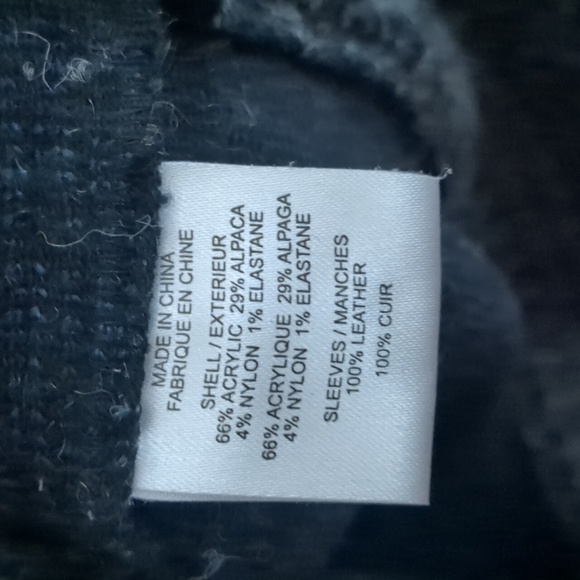 MADE IN CHINA
FABRIQUE EN CHINE
SHELL / EXTERIEUR
66% ACRYLIC 29% ALPACA
4% NYLON 1% ELASTANE
66% ACRYLIQUE 29% ALPAGA
4% NYLON 1% ELASTANE
SLEEVES / MANCHES
100% LEATHER
100% CUIR